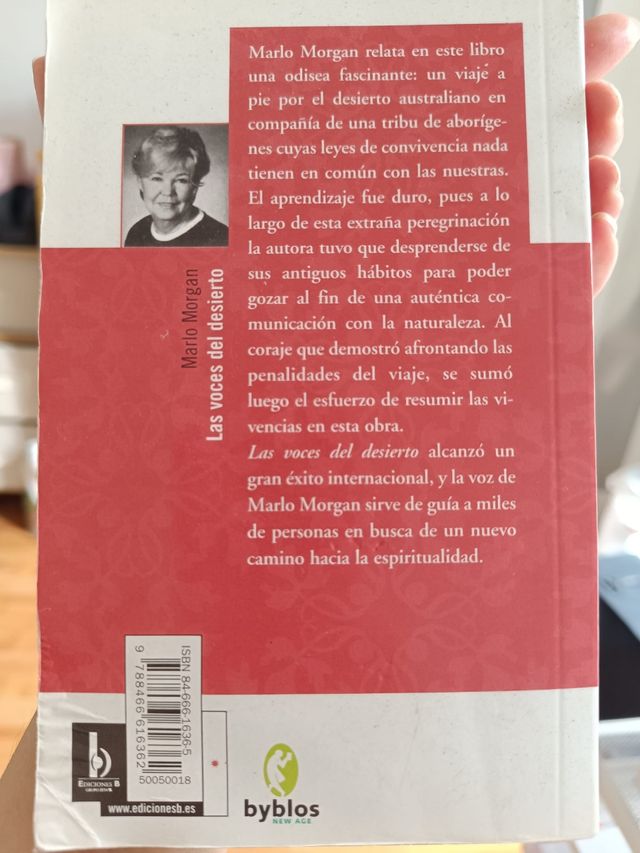 Marlo Morgan relata en este libro
una odisea fascinante: un viaje a
pie por el desierto australiano en
compañía de una tribu de aboríge-
nes cuyas leyes de convivencia nada
tienen en común con las nuestras.
El aprendizaje fue duro, pues a lo
largo de esta extraña peregrinación
la autora tuvo que desprenderse de
sus antiguos hábitos para poder
gozar al fin de una auténtica co-
municación con la naturaleza. Al
coraje que demostró afrontando las
penalidades del viaje, se sumó
luego el esfuerzo de resumir las vi-
vencias en esta obra.
Las voces del desierto alcanzó un
gran éxito internacional, y la voz de
Marlo Morgan sirve de guía a miles
de personas en busca de un nuevo
camino hacia la espiritualidad.
Marlo Morgan
Las voces del desierto
ISBN 84-666-1636-5
9 788466 616362
50050018
b
EDICIONES B
GRUPO ZETA
www.edicionesb.es
byblos
NEW AGE